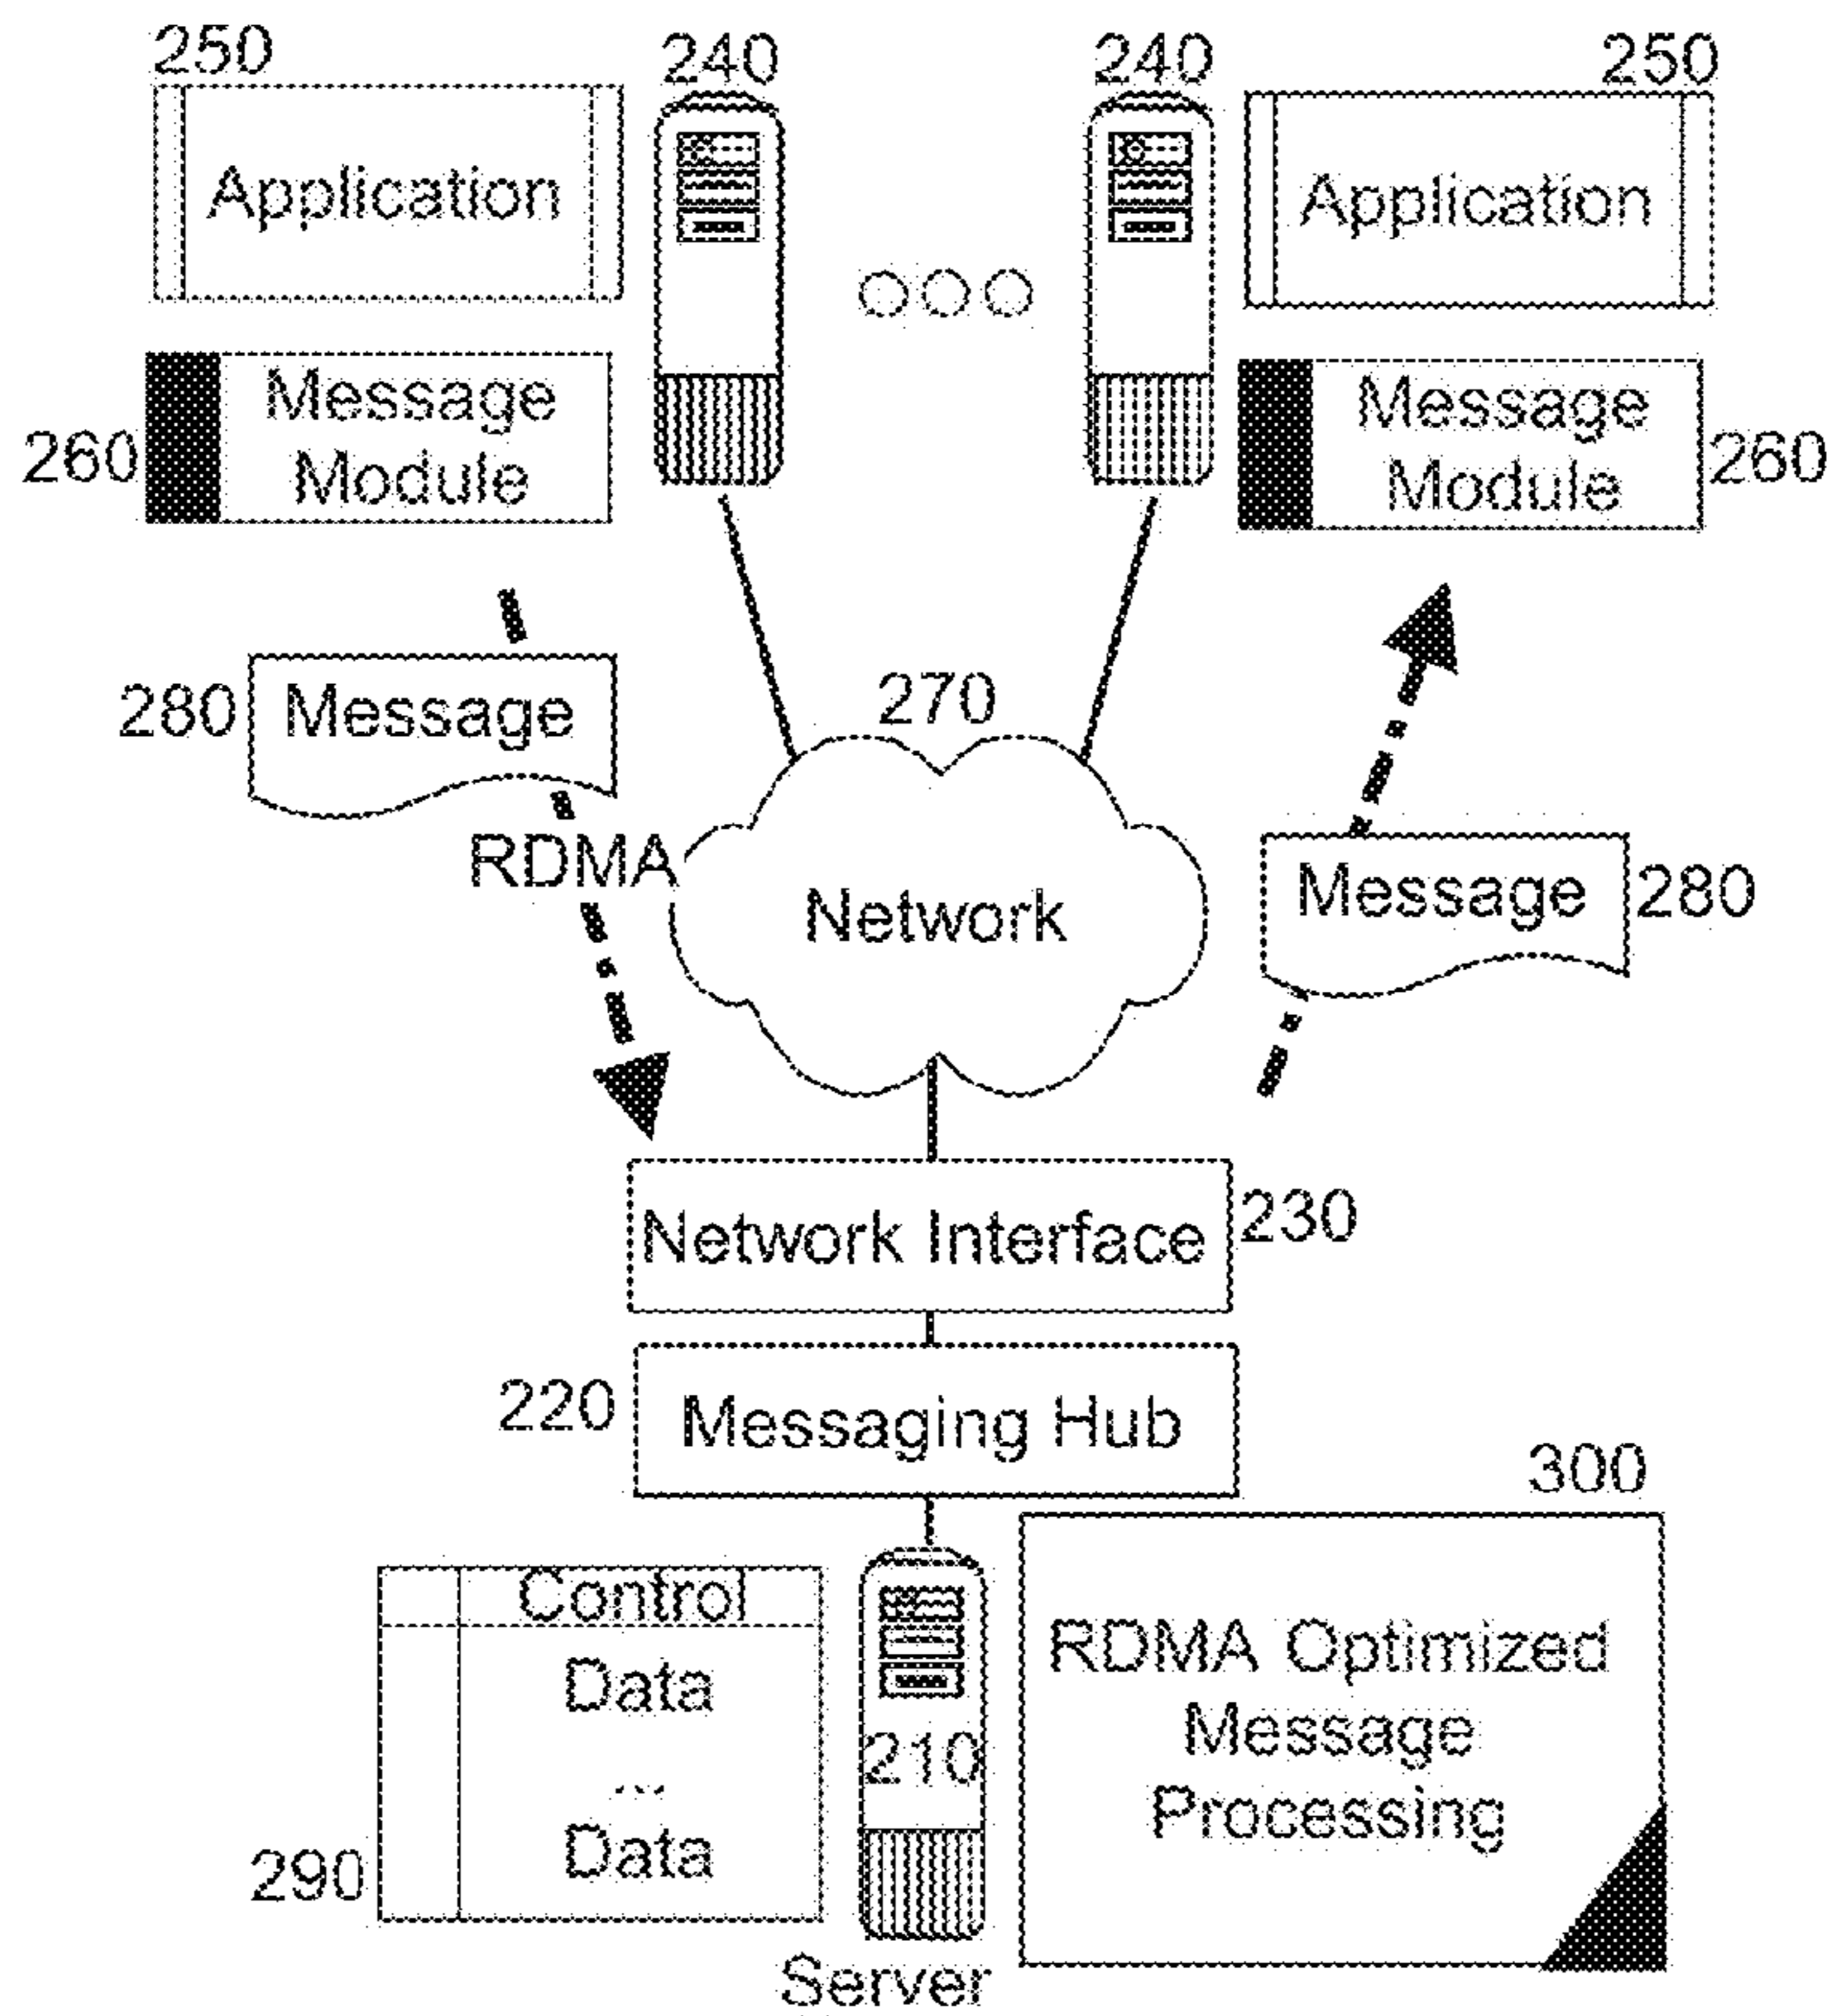 250 240 240 250
Application Application
Message Message
Module Module
260 260
280 Message
270
RDMA
Network
Message 280
Network Interface 230
220 Messaging Hub
300
Control
Data
...
Data
290
210
RDMA Optimized
Message
Processing
Server